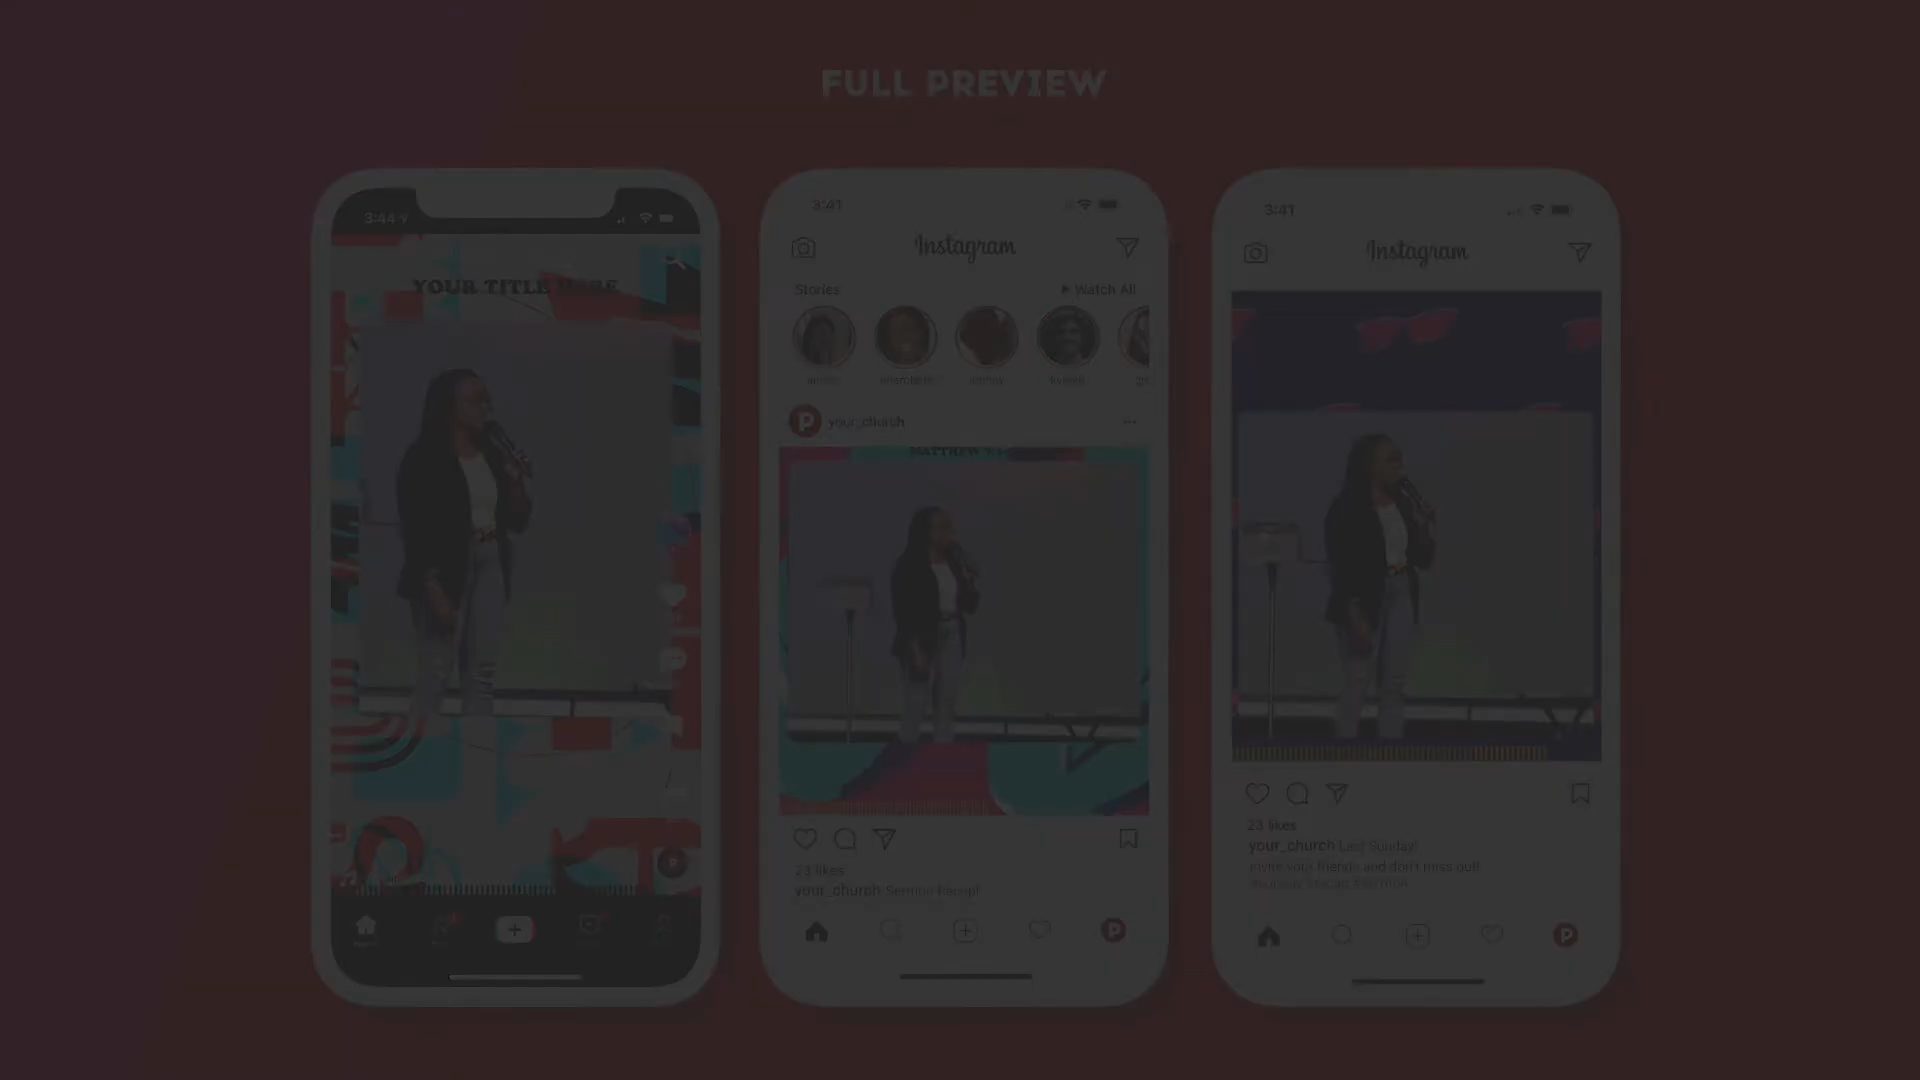 FULL PREVIEW
3:44
YOUR TITLE HERE
3:41
Instagram
Stories
Watch All
your_church
MATTHEW
23 likes
your_church Sermon Recap!
3:41
Instagram
23 likes
your_church Last Sunday!
Invite your friends and don't miss out!